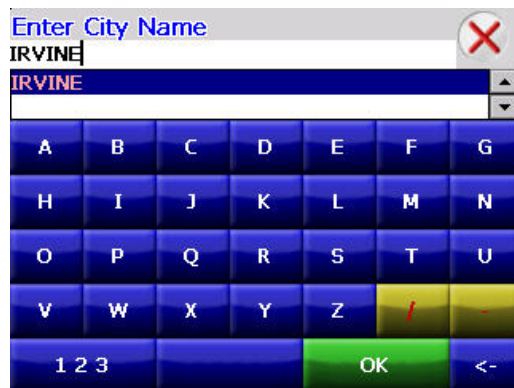 Enter City Name
IRVINE
IRVINE
A B C D E F G
H I J K L M N
O P Q R S T U
V W X Y Z / -
1 2 3 OK <-